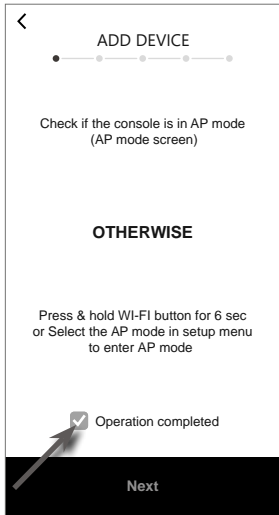 ADD DEVICE
Check if the console is in AP mode
(AP mode screen)
OTHERWISE
Press & hold WI-FI button for 6 sec
or Select the AP mode in setup menu
to enter AP mode
Operation completed
Next